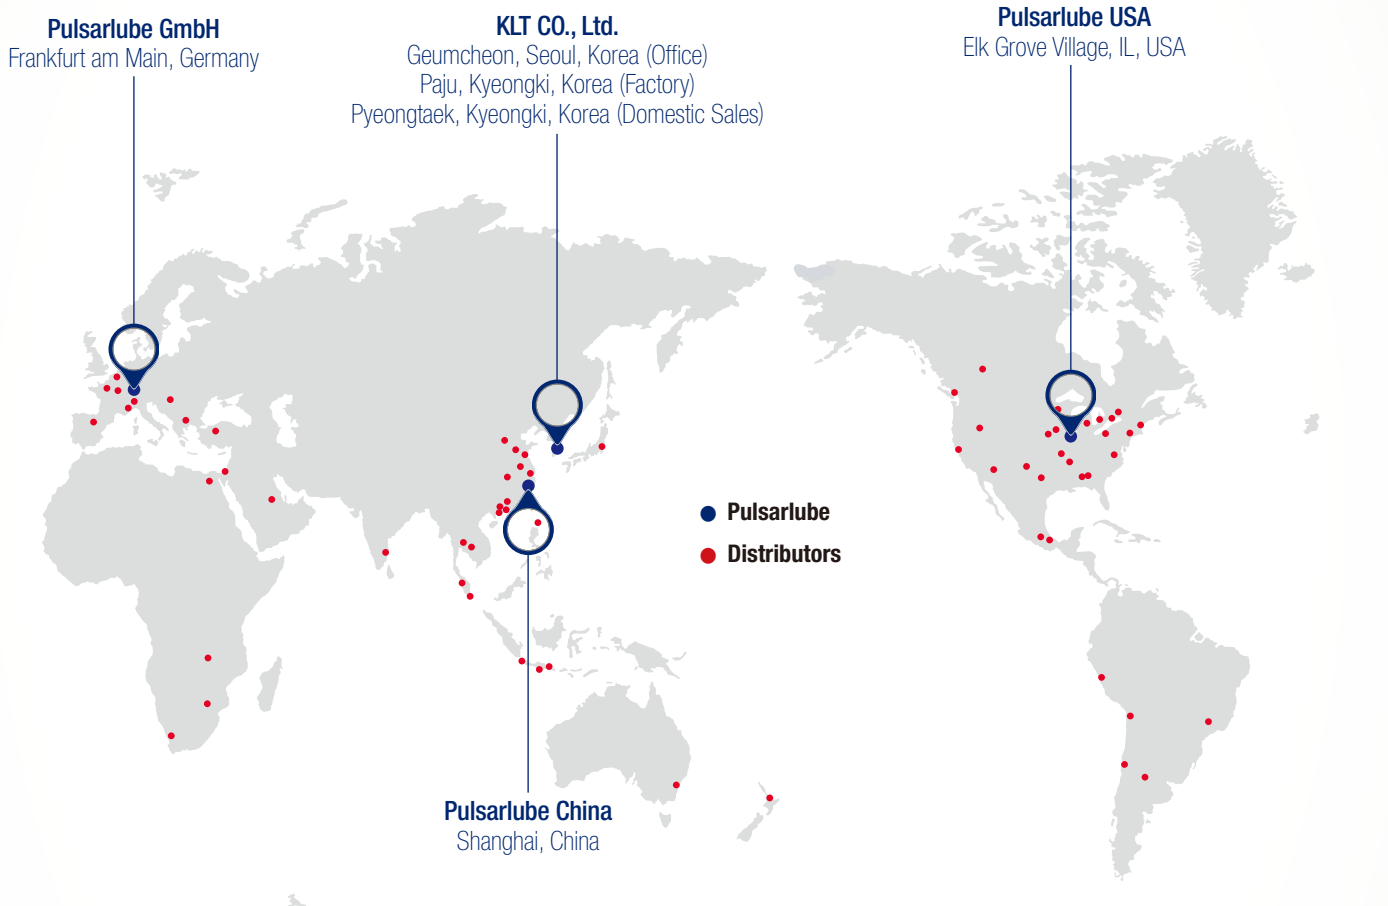 Pulsarlube GmbH
Frankfurt am Main, Germany
KLT CO., Ltd.
Geumcheon, Seoul, Korea (Office)
Paju, Kyeongki, Korea (Factory)
Pyeongtaek, Kyeongki, Korea (Domestic Sales)
Pulsarlube USA
Elk Grove Village, IL, USA
Pulsarlube
Distributors
Pulsarlube China
Shanghai, China